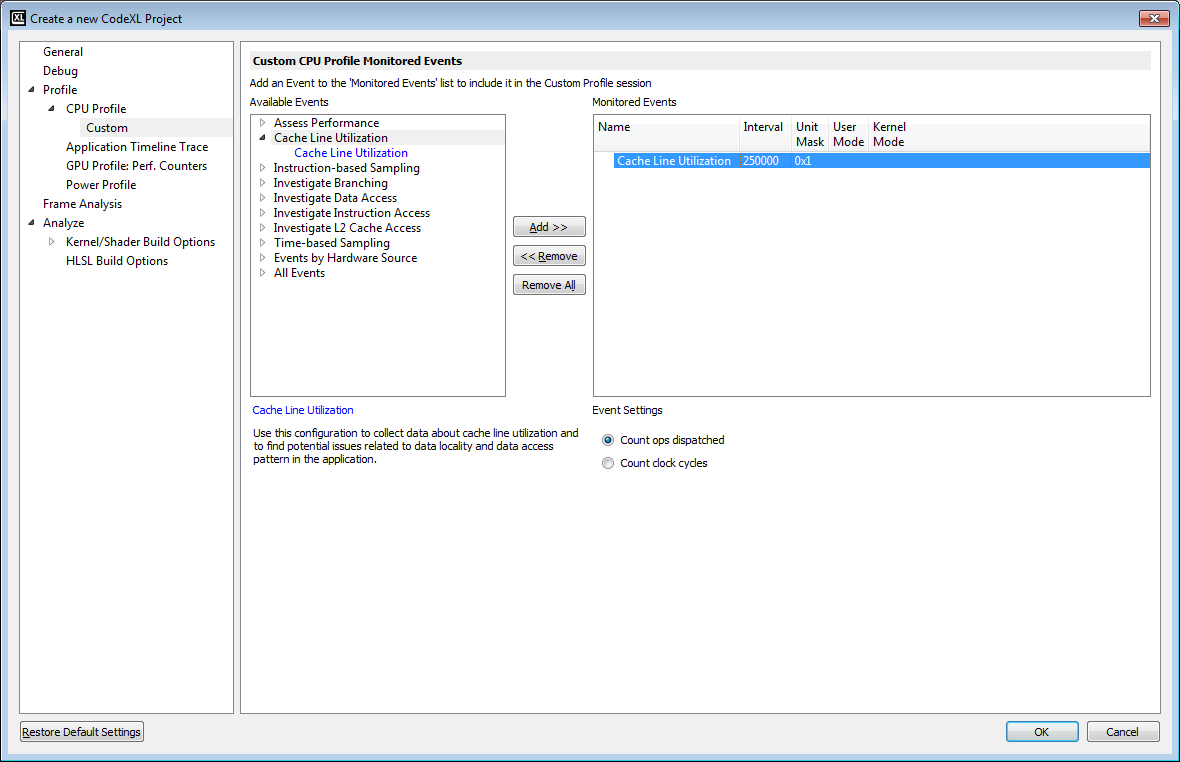 XL Create a new CodeXL Project
General
Debug
Profile
CPU Profile
Custom
Application Timeline Trace
GPU Profile: Perf. Counters
Power Profile
Frame Analysis
Analyze
Kernel/Shader Build Options
HLSL Build Options
Custom CPU Profile Monitored Events
Add an Event to the 'Monitored Events' list to include it in the Custom Profile session
Available Events
Assess Performance
Cache Line Utilization
Cache Line Utilization
Instruction-based Sampling
Investigate Branching
Investigate Data Access
Investigate Instruction Access
Investigate L2 Cache Access
Time-based Sampling
Events by Hardware Source
All Events
Add >>
<< Remove
Remove All
Monitored Events
Name Interval Unit Mask User Mode Kernel Mode
Cache Line Utilization 250000 0x1
Cache Line Utilization
Use this configuration to collect data about cache line utilization and
to find potential issues related to data locality and data access
pattern in the application.
Event Settings
Count ops dispatched
Count clock cycles
Restore Default Settings
OK
Cancel